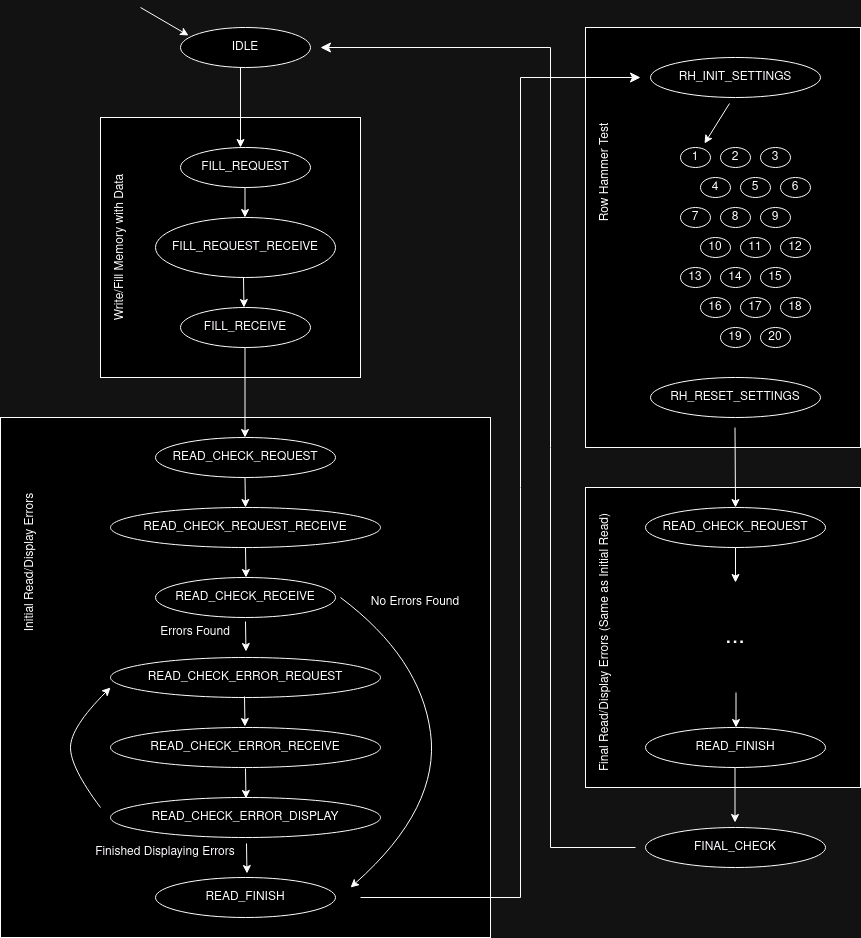 IDLE
Write/Fill Memory with Data
FILL_REQUEST
FILL_REQUEST_RECEIVE
FILL_RECEIVE
Initial Read/Display Errors
READ_CHECK_REQUEST
READ_CHECK_REQUEST_RECEIVE
READ_CHECK_RECEIVE
No Errors Found
Errors Found
READ_CHECK_ERROR_REQUEST
READ_CHECK_ERROR_RECEIVE
READ_CHECK_ERROR_DISPLAY
Finished Displaying Errors
READ_FINISH
Row Hammer Test
RH_INIT_SETTINGS
1 2 3
4 5 6
7 8 9
10 11 12
13 14 15
16 17 18
19 20
RH_RESET_SETTINGS
Final Read/Display Errors (Same as Initial Read)
READ_CHECK_REQUEST
...
READ_FINISH
FINAL_CHECK